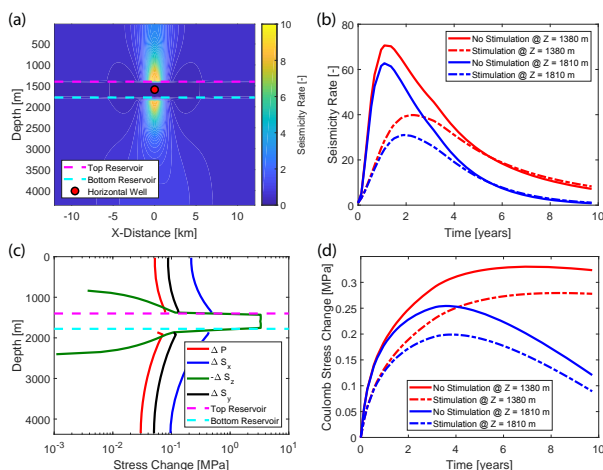 (a)
0
500
1000
1500
2000
2500
3000
3500
4000
Depth [m]
Top Reservoir
Bottom Reservoir
Horizontal Well
-10 -5 0 5 10
X-Distance [km]
10
8
6
4
2
0
Seismicity Rate [-]
(b)
80
60
40
20
0
Seismicity Rate [-]
No Stimulation @ Z = 1380 m
Stimulation @ Z = 1380 m
No Stimulation @ Z = 1810 m
Stimulation @ Z = 1810 m
0 2 4 6 8 10
Time [years]
(c)
0
1000
2000
3000
4000
Depth [m]
Δ P
Δ Sx
-Δ Sz
Δ Sy
Top Reservoir
Bottom Reservoir
10-3 10-2 10-1 100 101
Stress Change [MPa]
(d)
0.3
0.25
0.2
0.15
0.1
0.05
0
Coulomb Stress Change [MPa]
No Stimulation @ Z = 1380 m
Stimulation @ Z = 1380 m
No Stimulation @ Z = 1810 m
Stimulation @ Z = 1810 m
0 2 4 6 8 10
Time [years]